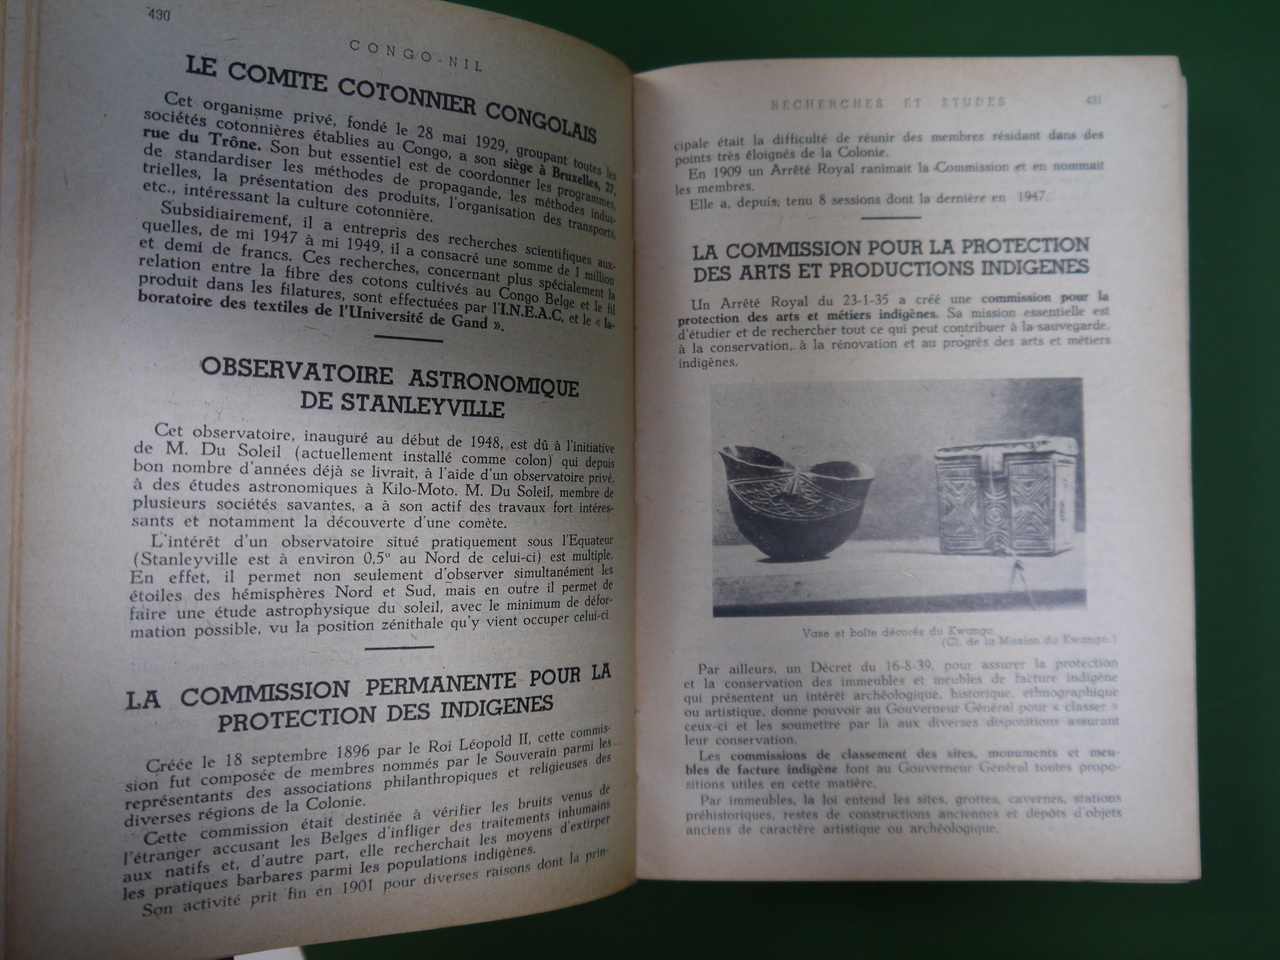 430
CONGO-NIL
LE COMITE COTONNIER CONGOLAIS
Cet organisme privé, fondé le 28 mai 1929, groupant toutes les
sociétés cotonnières établies au Congo, a son siège à Bruxelles, 27,
rue du Trône. Son but essentiel est de coordonner les programmes,
de standardiser les méthodes de propagande, les méthodes indus-
trielles, la présentation des produits, l'organisation des transports,
etc., intéressant la culture cotonnière.
Subsidiairement, il a entrepris des recherches scientifiques aux-
quelles, de mi 1947 à mi 1949, il a consacré une somme de 1 million
et demi de francs. Ces recherches, concernant plus spécialement la
relation entre la fibre des cotons cultivés au Congo Belge et le fil
produit dans les filatures, sont effectuées par l'I.N.E.A.C. et le « la-
boratoire des textiles de l'Université de Gand ».
OBSERVATOIRE ASTRONOMIQUE
DE STANLEYVILLE
Cet observatoire, inauguré au début de 1948, est dû à l'initiative
de M. Du Soleil (actuellement installé comme colon) qui depuis
bon nombre d'années déjà se livrait, à l'aide d'un observatoire privé,
à des études astronomiques à Kilo-Moto. M. Du Soleil, membre de
plusieurs sociétés savantes, a à son actif des travaux fort intéres-
sants et notamment la découverte d'une comète.
L'intérêt d'un observatoire situé pratiquement sous l'Equateur
(Stanleyville est à environ 0,5° au Nord de celui-ci) est multiple.
En effet, il permet non seulement d'observer simultanément les
étoiles des hémisphères Nord et Sud, mais en outre il permet de
faire une étude astrophysique du soleil, avec le minimum de défor-
mation possible, vu la position zénithale qu'y vient occuper celui-ci.
LA COMMISSION PERMANENTE POUR LA
PROTECTION DES INDIGENES
Créée le 18 septembre 1896 par le Roi Léopold II, cette commis-
sion fut composée de membres nommés par le Souverain parmi les
représentants des associations philanthropiques et religieuses des
diverses régions de la Colonie.
Cette commission était destinée à vérifier les bruits venus de
l'étranger accusant les Belges d'infliger des traitements inhumains
aux natifs et, d'autre part, elle recherchait les moyens d'extirper
les pratiques barbares parmi les populations indigènes.
Son activité prit fin en 1901 pour diverses raisons dont la prin-
RECHERCHES ET ETUDES
431
cipale était la difficulté de réunir des membres résidant dans des
points très éloignés de la Colonie.
En 1909 un Arrêté Royal ranimait la Commission et en nommait
les membres.
Elle a, depuis, tenu 8 sessions dont la dernière en 1947.
LA COMMISSION POUR LA PROTECTION
DES ARTS ET PRODUCTIONS INDIGENES
Un Arrêté Royal du 23-1-35 a créé une commission pour la
protection des arts et métiers indigènes. Sa mission essentielle est
d'étudier et de rechercher tout ce qui peut contribuer à la sauvegarde,
à la conservation, à la rénovation et au progrès des arts et métiers
indigènes.
Vase et boîte décorés du Kwango.
(Cl. de la Mission du Kwango.)
Par ailleurs, un Décret du 16-8-39, pour assurer la protection
et la conservation des immeubles et meubles de facture indigène
qui présentent un intérêt archéologique, historique, ethnographique
ou artistique, donne pouvoir au Gouverneur Général pour « classer »
ceux-ci et les soumettre par là aux diverses dispositions assurant
leur conservation.
Les commissions de classement des sites, monuments et meu-
bles de facture indigène font au Gouverneur Général toutes propo-
sitions utiles en cette matière.
Par immeubles, la loi entend les sites, grottes, cavernes, stations
préhistoriques, restes de constructions anciennes et dépôts d'objets
anciens de caractère artistique ou archéologique.